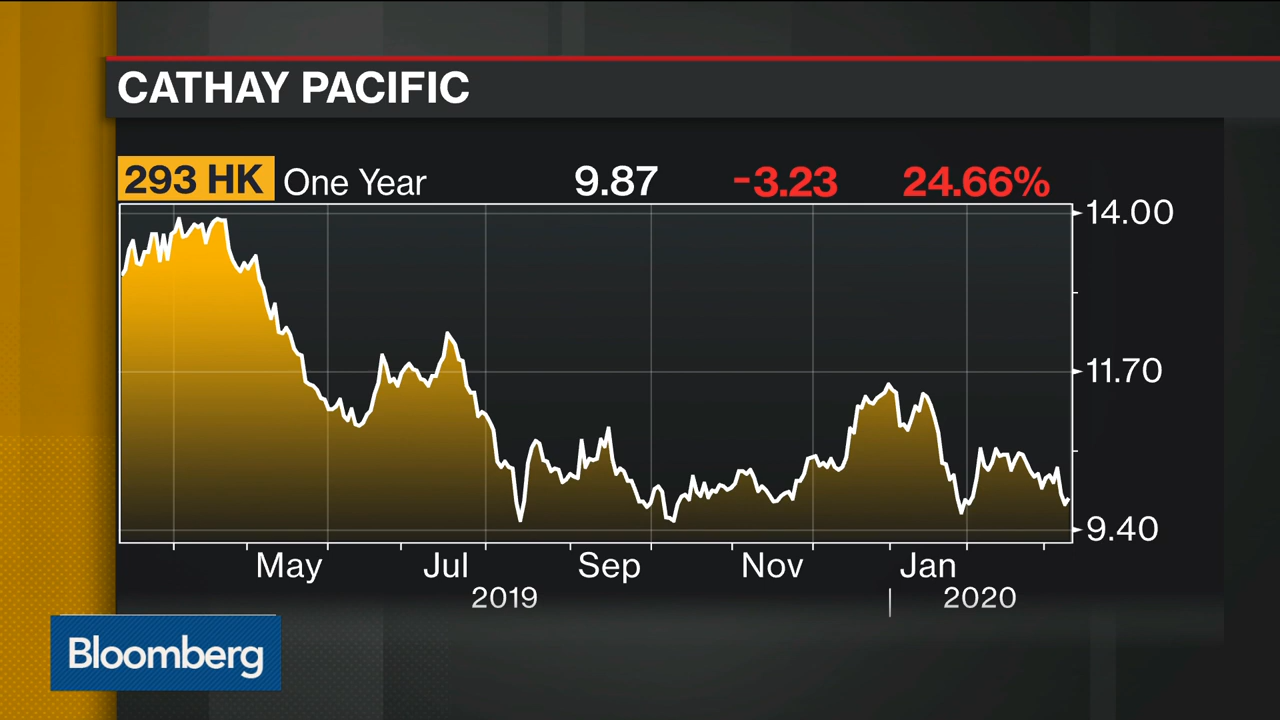 CATHAY PACIFIC
293 HK One Year 9.87 -3.23 24.66%
14.00
11.70
9.40
May Jul Sep Nov Jan
2019 2020
Bloomberg